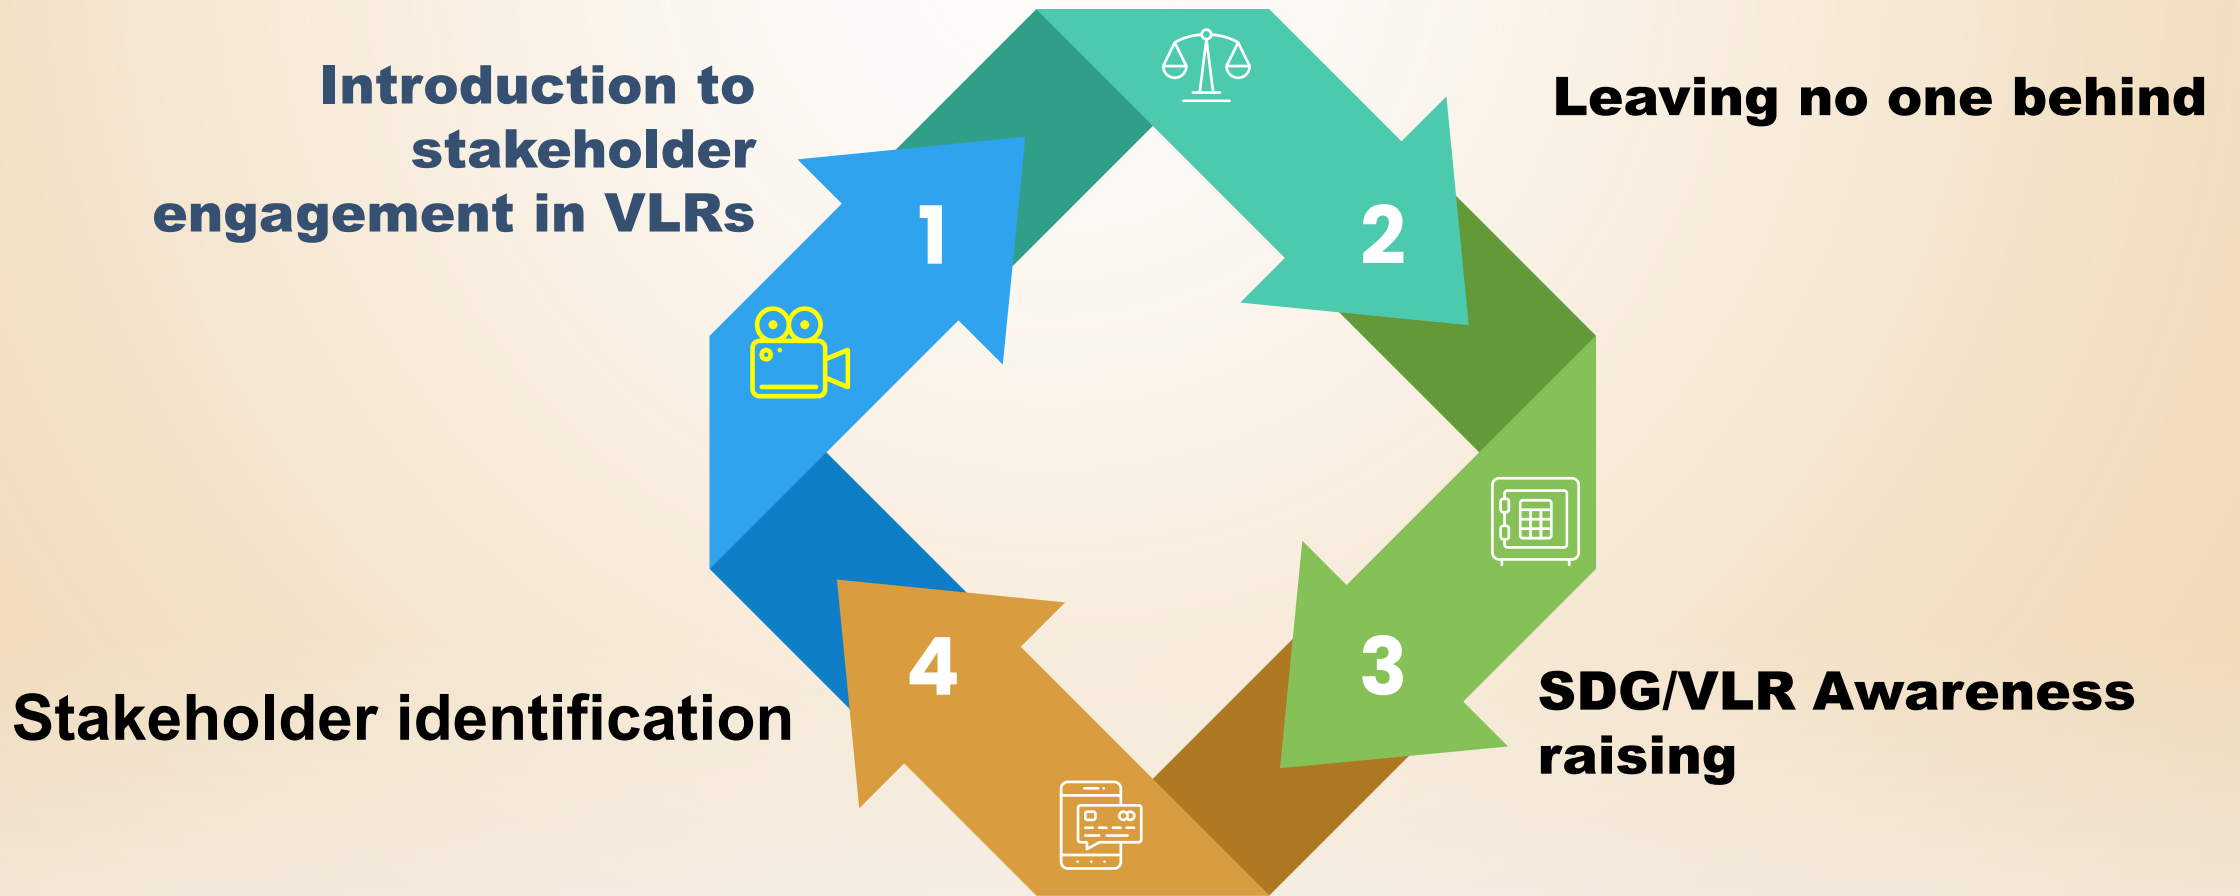 Introduction to
stakeholder
engagement in VLRs
1
2
Leaving no one behind
3
SDG/VLR Awareness
raising
4
Stakeholder identification